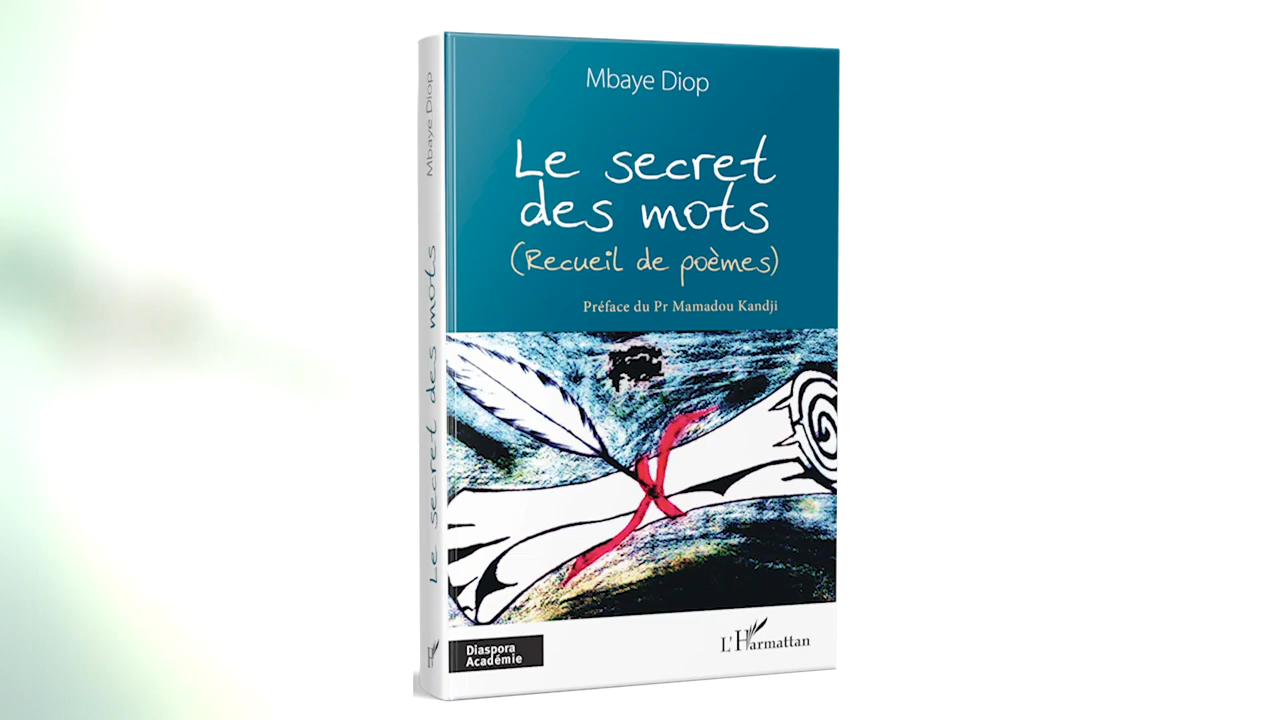 Mbaye Diop
Le secret
des mots
(Recueil de poèmes)
Préface du Pr Mamadou Kandji
Diaspora
Académie
L'Harmattan
Mbaye Diop
Le secret des mots